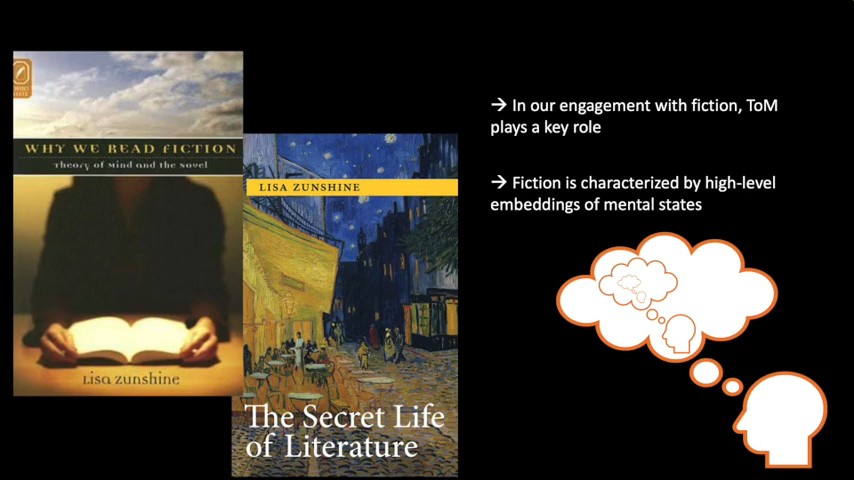 WHY WE READ FICTION
Theory of Mind and the Novel
Lisa zunshine
LISA ZUNSHINE
The Secret Life
of Literature
→ In our engagement with fiction, ToM
plays a key role
→ Fiction is characterized by high-level
embeddings of mental states